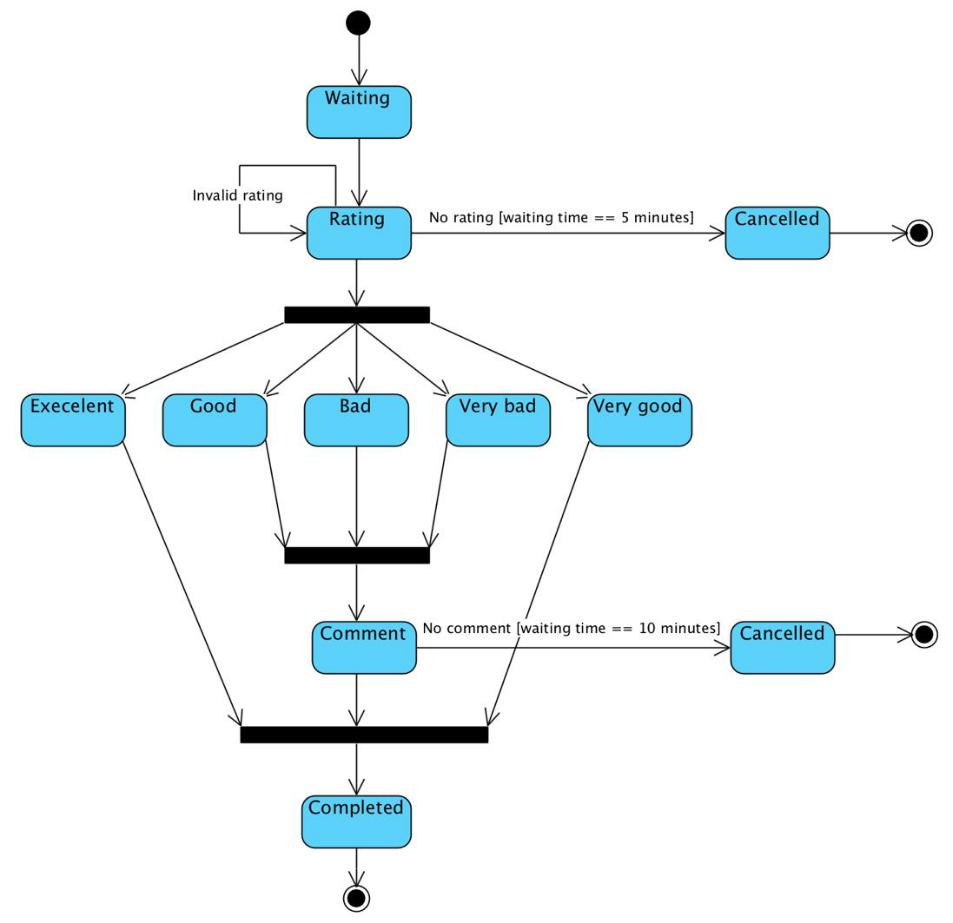 Waiting
Invalid rating
Rating
No rating [waiting time == 5 minutes]
Cancelled
Execelent
Good
Bad
Very bad
Very good
Comment
No comment [waiting time == 10 minutes]
Cancelled
Completed